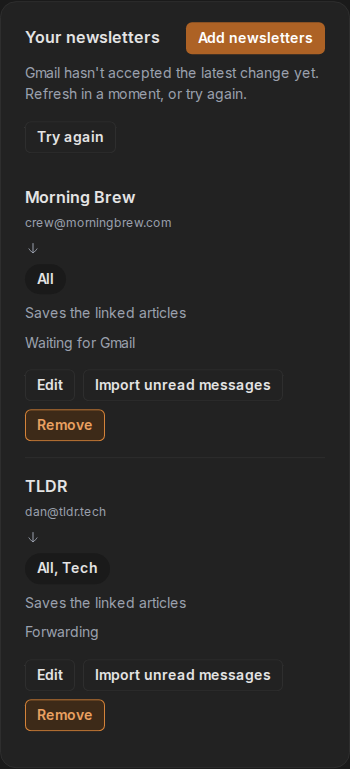 Your newsletters
Add newsletters
Gmail hasn't accepted the latest change yet.
Refresh in a moment, or try again.
Try again
Morning Brew
crew@morningbrew.com
↓
All
Saves the linked articles
Waiting for Gmail
Edit
Import unread messages
Remove
TLDR
dan@tldr.tech
↓
All, Tech
Saves the linked articles
Forwarding
Edit
Import unread messages
Remove